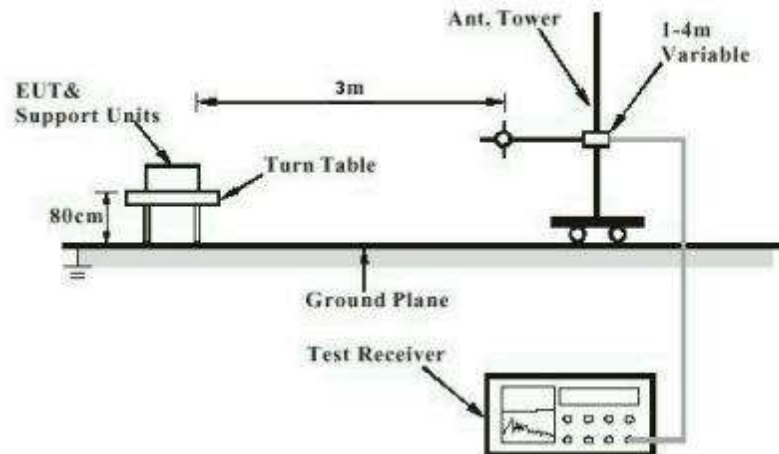 Ant. Tower
1-4m
Variable
3m
EUT&
Support Units
Turn Table
80cm
Ground Plane
Test Receiver